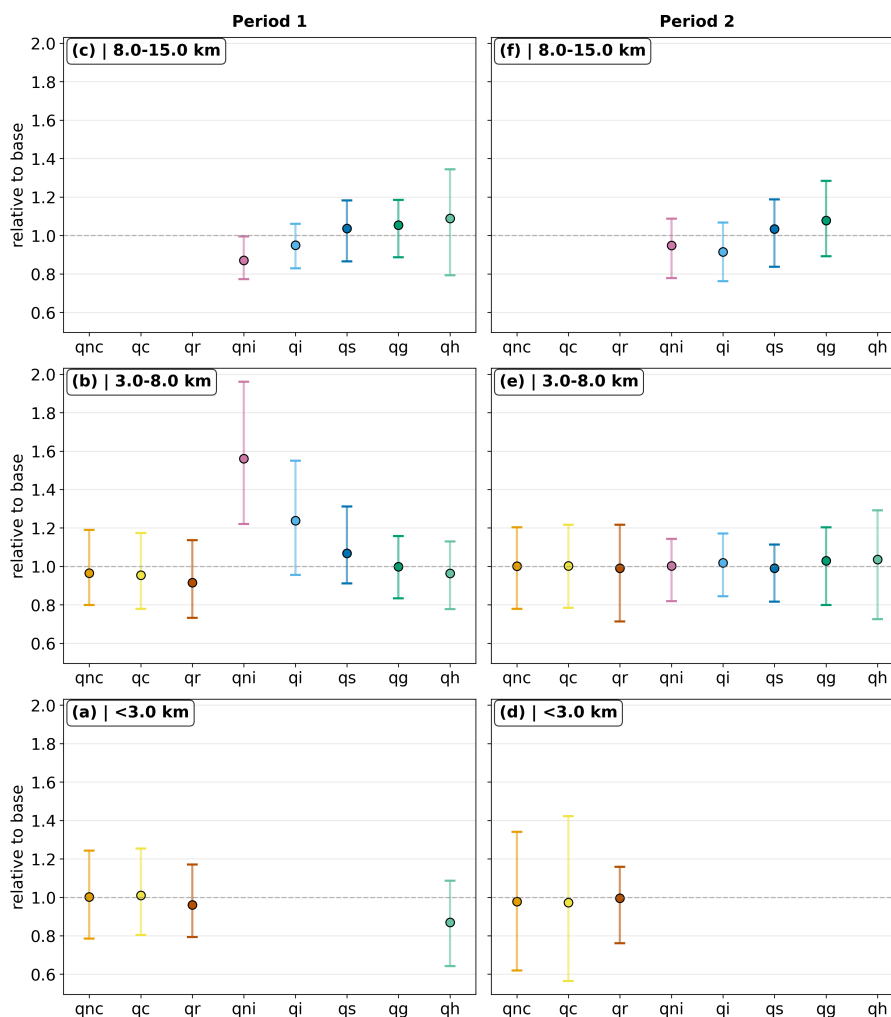 Period 1
Period 2
(c) | 8.0-15.0 km
(f) | 8.0-15.0 km
relative to base
2.0
1.8
1.6
1.4
1.2
1.0
0.8
0.6
qnc qc qr qni qi qs qg qh
qnc qc qr qni qi qs qg qh
(b) | 3.0-8.0 km
(e) | 3.0-8.0 km
relative to base
2.0
1.8
1.6
1.4
1.2
1.0
0.8
0.6
qnc qc qr qni qi qs qg qh
qnc qc qr qni qi qs qg qh
(a) | <3.0 km
(d) | <3.0 km
relative to base
2.0
1.8
1.6
1.4
1.2
1.0
0.8
0.6
qnc qc qr qni qi qs qg qh
qnc qc qr qni qi qs qg qh